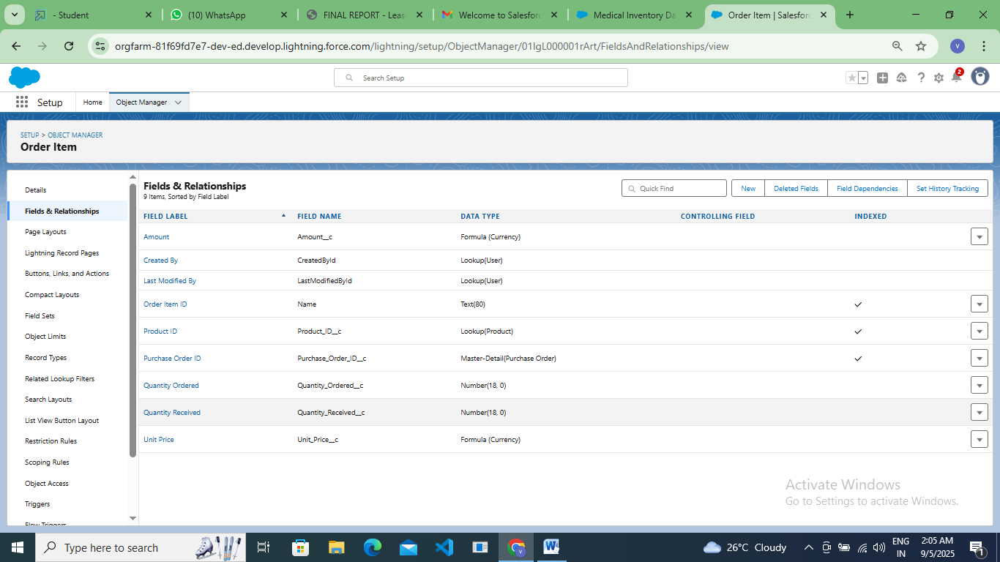 - Student
(10) WhatsApp
FINAL REPORT - Leas
Welcome to Salesforc
Medical Inventory Da
Order Item | Salesforc
orgfarm-81f69fd7e7-dev-ed.develop.lightning.force.com/lightning/setup/ObjectManager/01IgL000001rArt/FieldsAndRelationships/view
V
Search Setup
2
Setup
Home
Object Manager
SETUP > OBJECT MANAGER
Order Item
Details
Fields & Relationships
Page Layouts
Lightning Record Pages
Buttons, Links, and Actions
Compact Layouts
Field Sets
Object Limits
Record Types
Related Lookup Filters
Search Layouts
List View Button Layout
Restriction Rules
Scoping Rules
Object Access
Triggers
Flow Triggers
Fields & Relationships
9 Items, Sorted by Field Label
Quick Find
New
Deleted Fields
Field Dependencies
Set History Tracking
FIELD LABEL FIELD NAME DATA TYPE CONTROLLING FIELD INDEXED
Amount Amount__c Formula (Currency)
Created By CreatedById Lookup(User)
Last Modified By LastModifiedById Lookup(User)
Order Item ID Name Text(80)
Product ID Product_ID__c Lookup(Product)
Purchase Order ID Purchase_Order_ID__c Master-Detail(Purchase Order)
Quantity Ordered Quantity_Ordered__c Number(18, 0)
Quantity Received Quantity_Received__c Number(18, 0)
Unit Price Unit_Price__c Formula (Currency)
Activate Windows
Go to Settings to activate Windows.
Type here to search
26°C Cloudy
ENG
IN
2:05 AM
9/5/2025
1